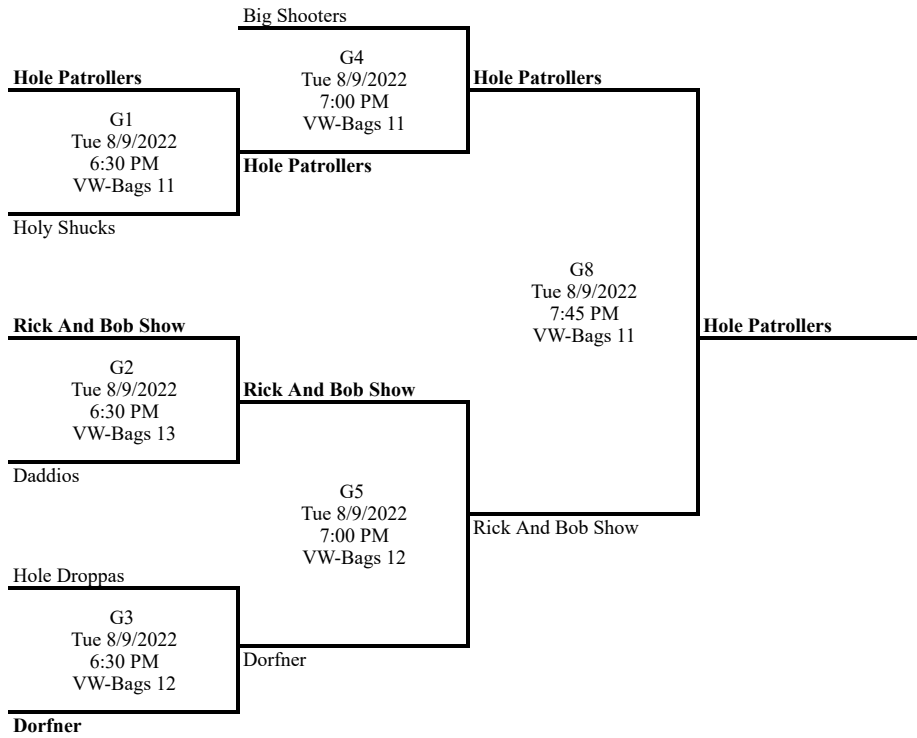 Big Shooters
G4
Tue 8/9/2022
7:00 PM
VW-Bags 11
Hole Patrollers
Hole Patrollers
G1
Tue 8/9/2022
6:30 PM
VW-Bags 11
Hole Patrollers
Holy Shucks
G8
Tue 8/9/2022
7:45 PM
VW-Bags 11
Hole Patrollers
Rick And Bob Show
G2
Tue 8/9/2022
6:30 PM
VW-Bags 13
Rick And Bob Show
Daddios
G5
Tue 8/9/2022
7:00 PM
VW-Bags 12
Rick And Bob Show
Hole Droppas
G3
Tue 8/9/2022
6:30 PM
VW-Bags 12
Dorfner
Dorfner